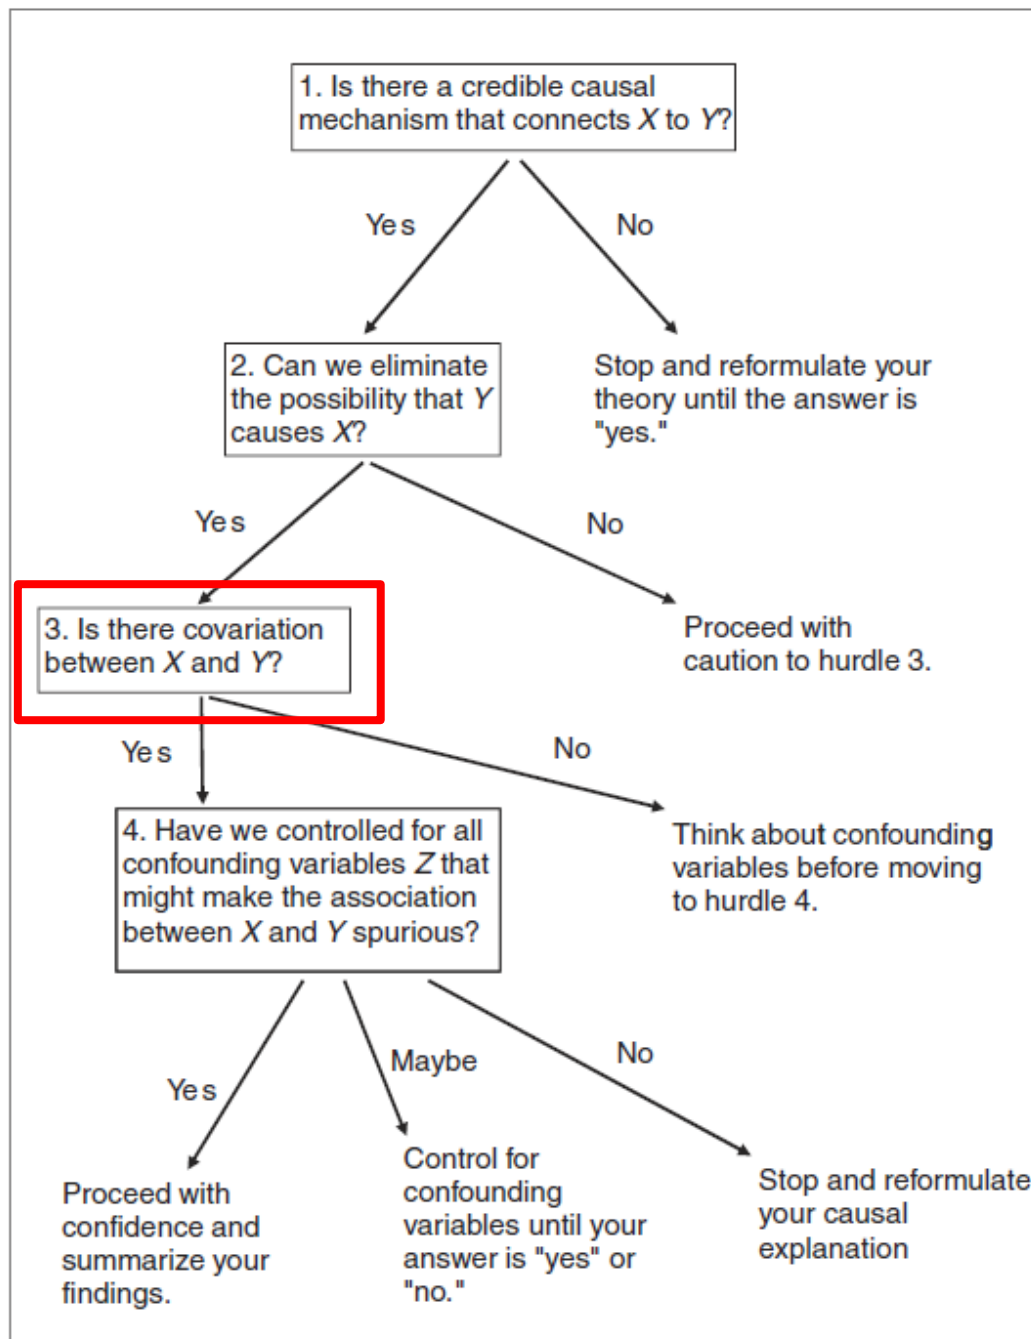 1. Is there a credible causal
mechanism that connects X to Y?
Yes
No
2. Can we eliminate
the possibility that Y
causes X?
Stop and reformulate your
theory until the answer is
"yes."
Yes
No
3. Is there covariation
between X and Y?
Proceed with
caution to hurdle 3.
Yes
No
4. Have we controlled for all
confounding variables Z that
might make the association
between X and Y spurious?
Think about confounding
variables before moving
to hurdle 4.
Yes
Maybe
No
Proceed with
confidence and
summarize your
findings.
Control for
confounding
variables until your
answer is "yes" or
"no."
Stop and reformulate
your causal
explanation